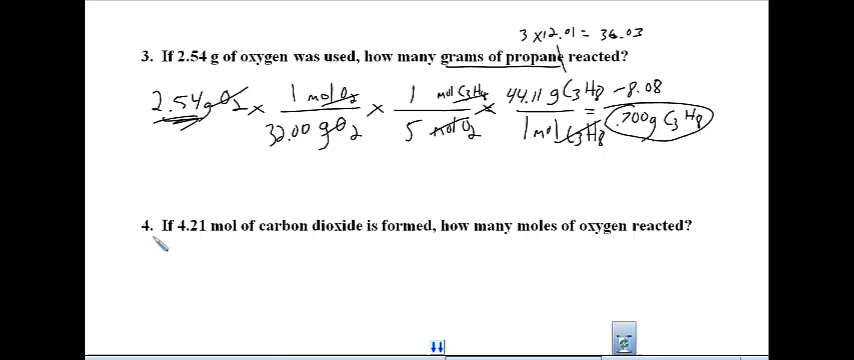 3 x 12.01 = 36.03
3. If 2.54 g of oxygen was used, how many grams of propane reacted?
2.54 g O2 x 1 mol O2 / 32.00 g O2 x 1 mol C3H8 / 5 mol O2 x 44.11 g C3H8 / 1 mol C3H8 = .700 g C3H8
-8.08
4. If 4.21 mol of carbon dioxide is formed, how many moles of oxygen reacted?